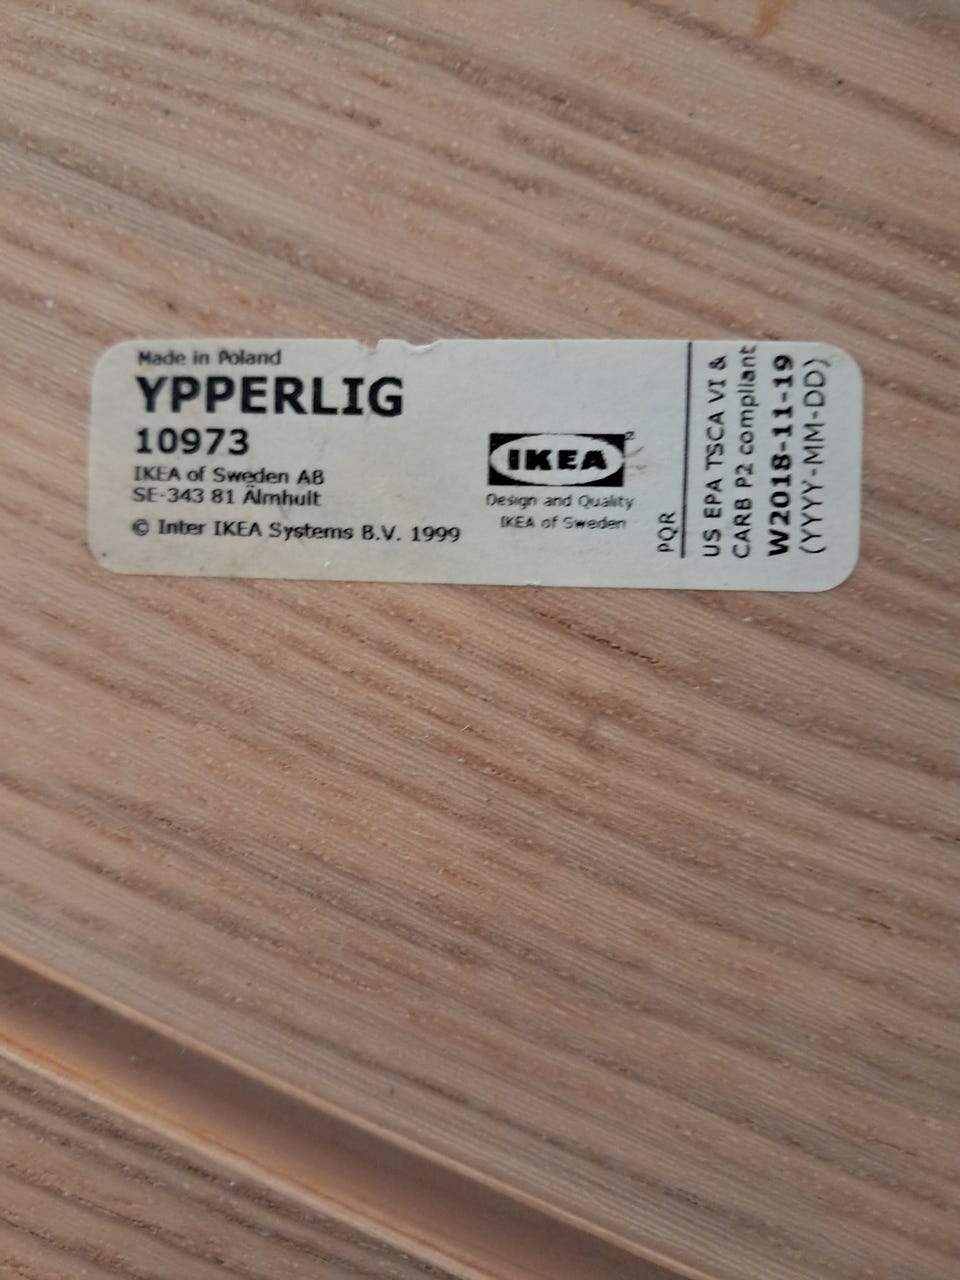 Made in Poland
YPPERLIG
10973
IKEA of Sweden AB
SE-343 81 Älmhult
© Inter IKEA Systems B.V. 1999
IKEA
2
Design and Quality
IKEA of Sweden
PQR
US EPA TSCA VI &
CARB P2 compliant
W2018-11-19
(YYYY-MM-DD)